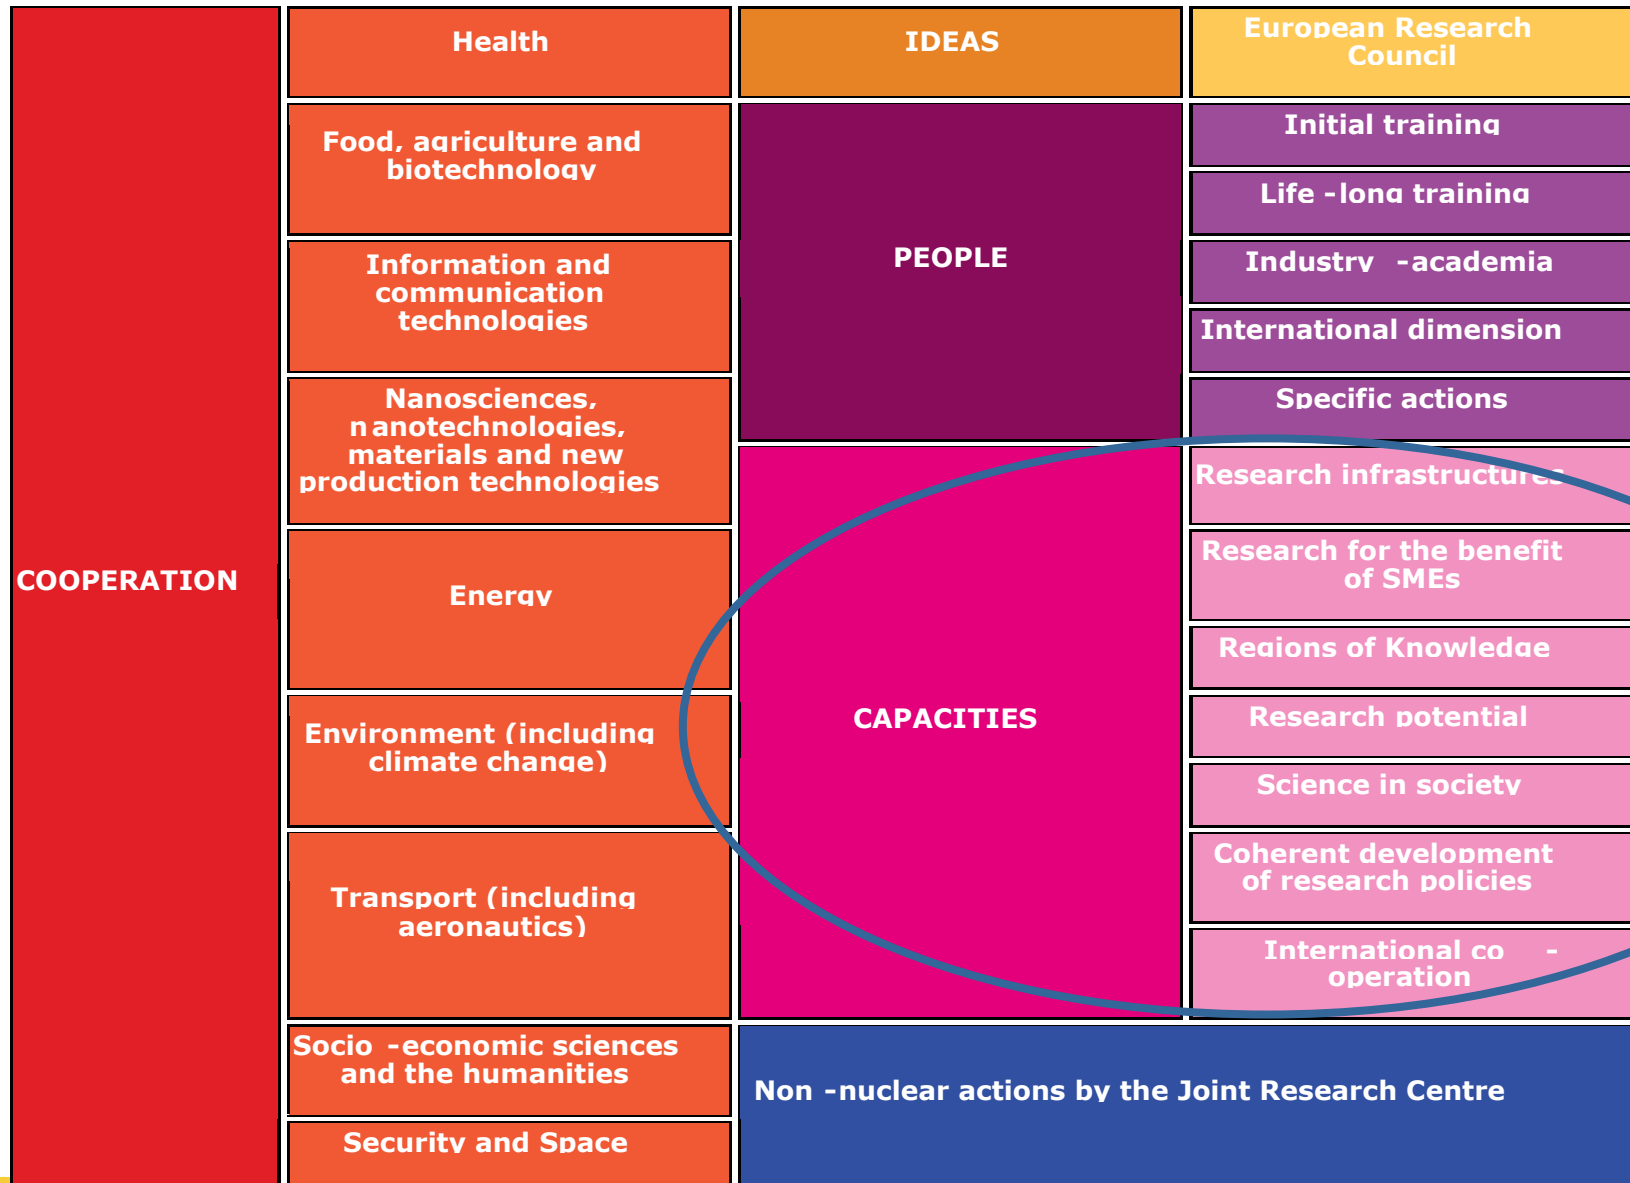 COOPERATION
Health
Food, agriculture and
biotechnology
Information and
communication
technologies
Nanosciences,
nanotechnologies,
materials and new
production technologies
Energy
Environment (including
climate change)
Transport (including
aeronautics)
Socio -economic sciences
and the humanities
Security and Space
IDEAS
European Research
Council
PEOPLE
Initial training
Life -long training
Industry -academia
International dimension
Specific actions
CAPACITIES
Research infrastructures
Research for the benefit
of SMEs
Regions of Knowledge
Research potential
Science in society
Coherent development
of research policies
International co -
operation
Non -nuclear actions by the Joint Research Centre